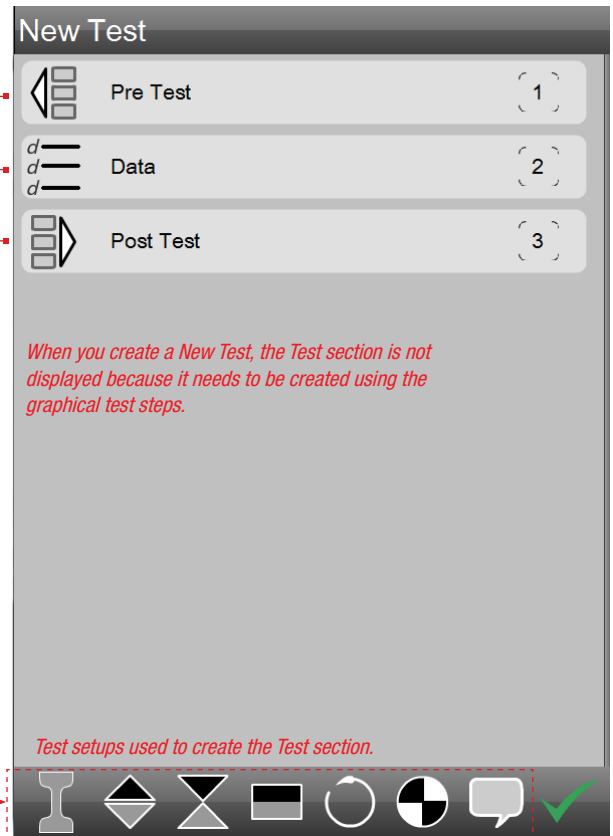 New Test
Pre Test 1
d
d
d
Data 2
Post Test 3
When you create a New Test, the Test section is not
displayed because it needs to be created using the
graphical test steps.
Test setups used to create the Test section.